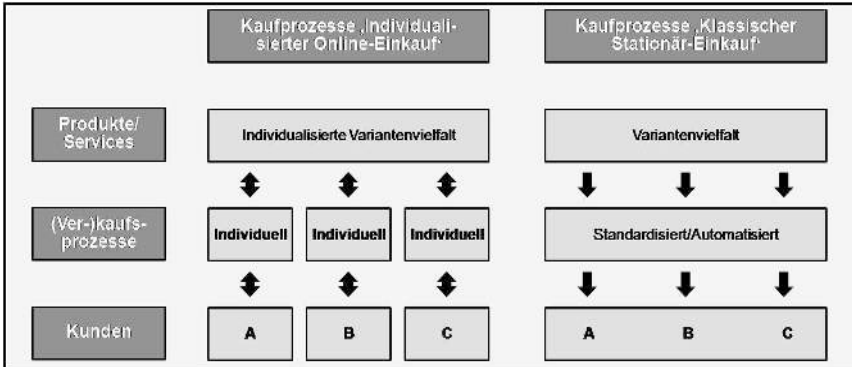 Kaufprozesse ‚Individuali-
sierter Online-Einkauf‘
Kaufprozesse ‚Klassischer
Stationär-Einkauf‘
Produkte/
Services
Individualisierte Variantenvielfalt
Variantenvielfalt
(Ver-)kaufs-
prozesse
Individuell
Individuell
Individuell
Standardisiert/Automatisiert
Kunden
A
B
C
A
B
C